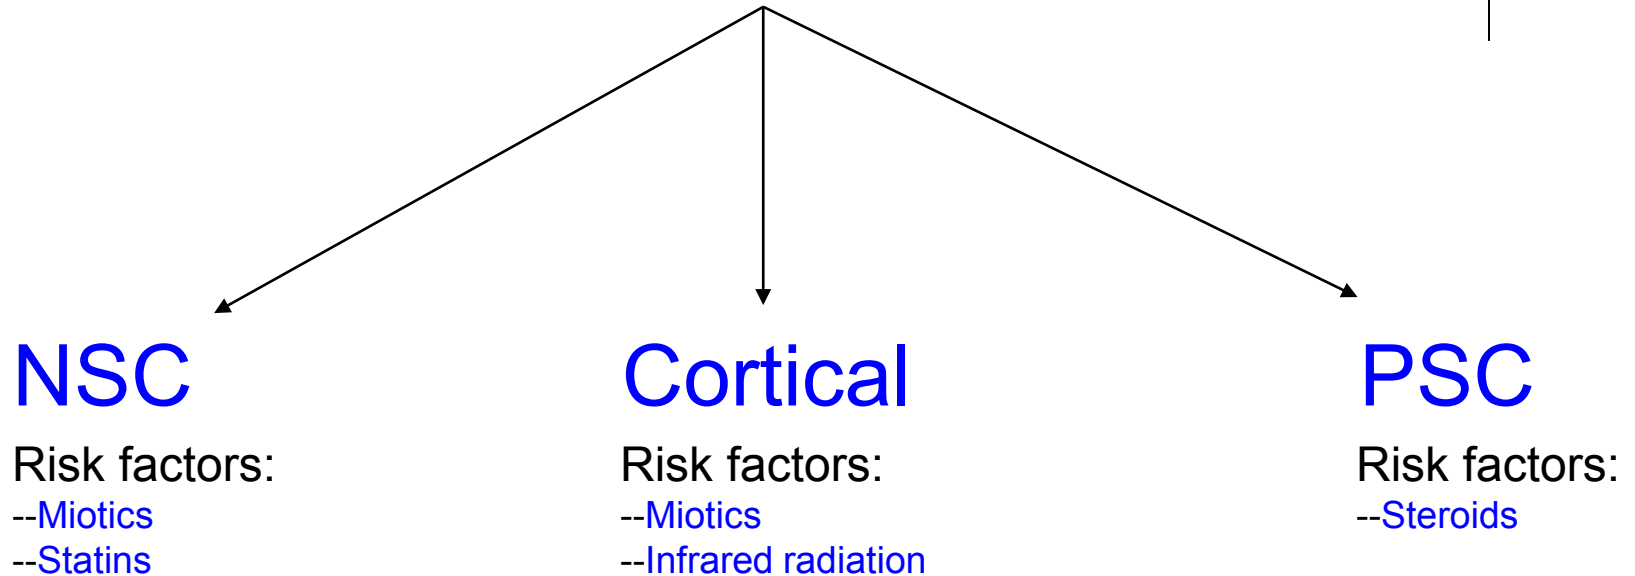 NSC
Cortical
PSC
Risk factors:
--Miotics
--Statins
Risk factors:
--Miotics
--Infrared radiation
Risk factors:
--Steroids